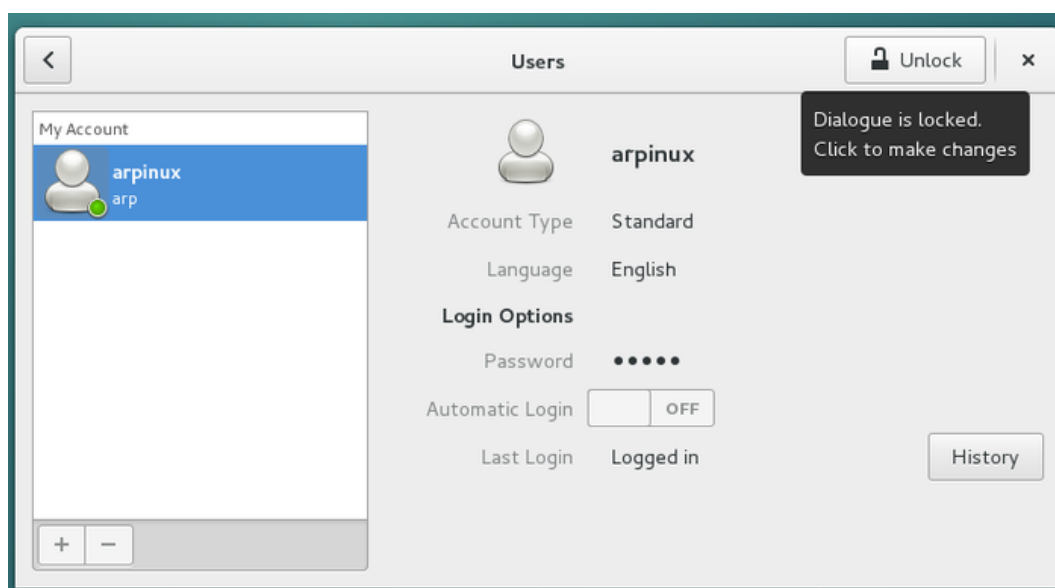 Users
Unlock
Dialogue is locked.
Click to make changes
My Account
arpinux
arp
arpinux
Account Type Standard
Language English
Login Options
Password •••••
Automatic Login OFF
Last Login Logged in
History